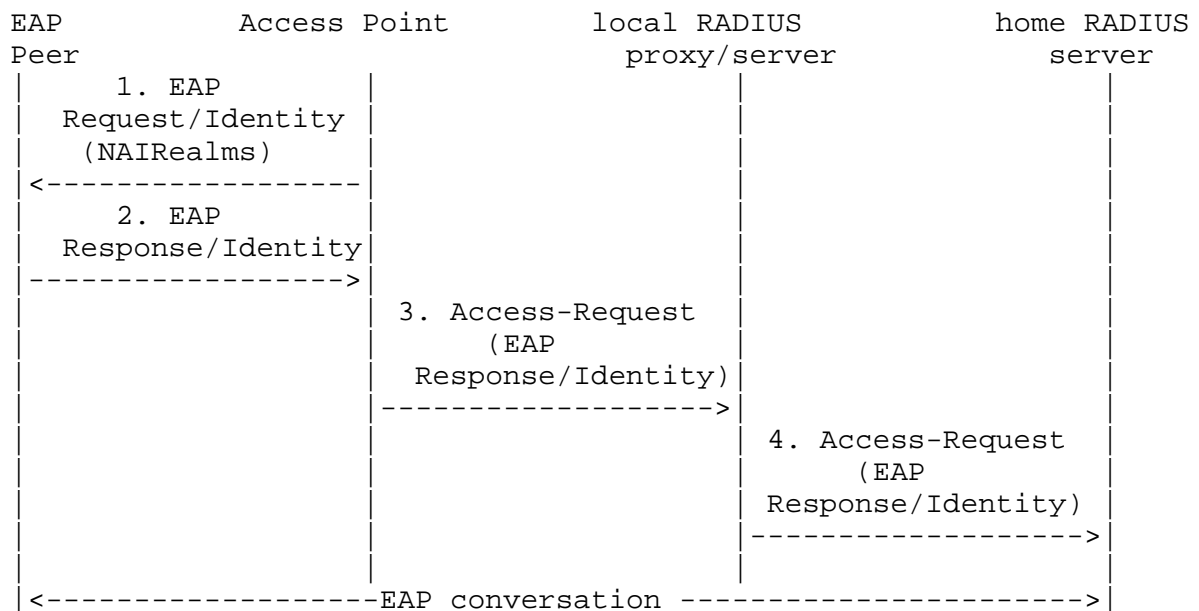 EAP Access Point local RADIUS home RADIUS
Peer proxy/server server
1. EAP
Request/Identity
(NAIRealms)
2. EAP
Response/Identity
3. Access-Request
(EAP
Response/Identity)
4. Access-Request
(EAP
Response/Identity)
EAP conversation